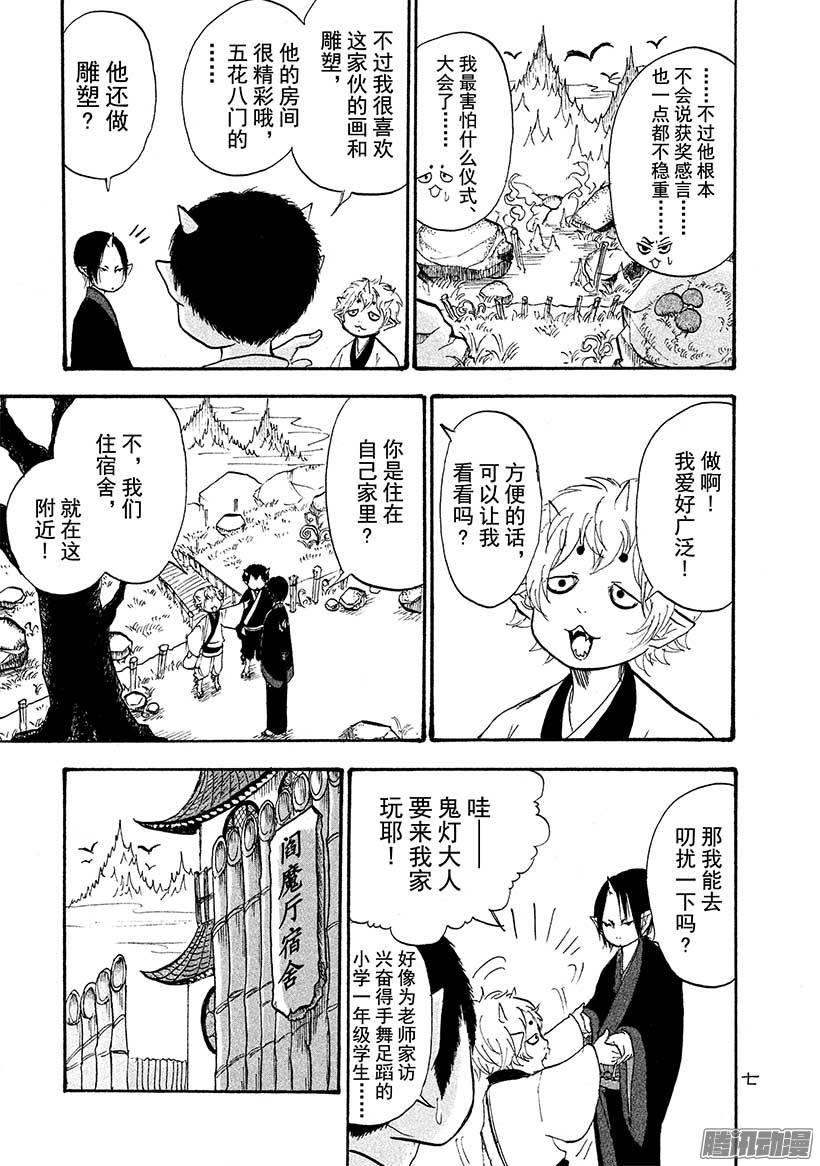 ……不过他根本
不会说获奖感言
也一点都不稳重……
我最害怕什么仪式、
大会了……
不过我很喜欢
这家伙的画和
雕塑，
他的房间
很精彩哦，
五花八门的
……
他还做
雕塑？
做啊！
我爱好广泛！
方便的话，
可以让我
看看吗？
你是住在
自己家里？
不，我们
住宿舍，
就在这
附近！
那我能去
叨扰一下吗？
哇——
鬼灯大人
要来我家
玩耶！
好像为老师家访
兴奋得手舞足蹈的
小学一年级学生……
阎魔厅宿舍
七
腾讯动漫